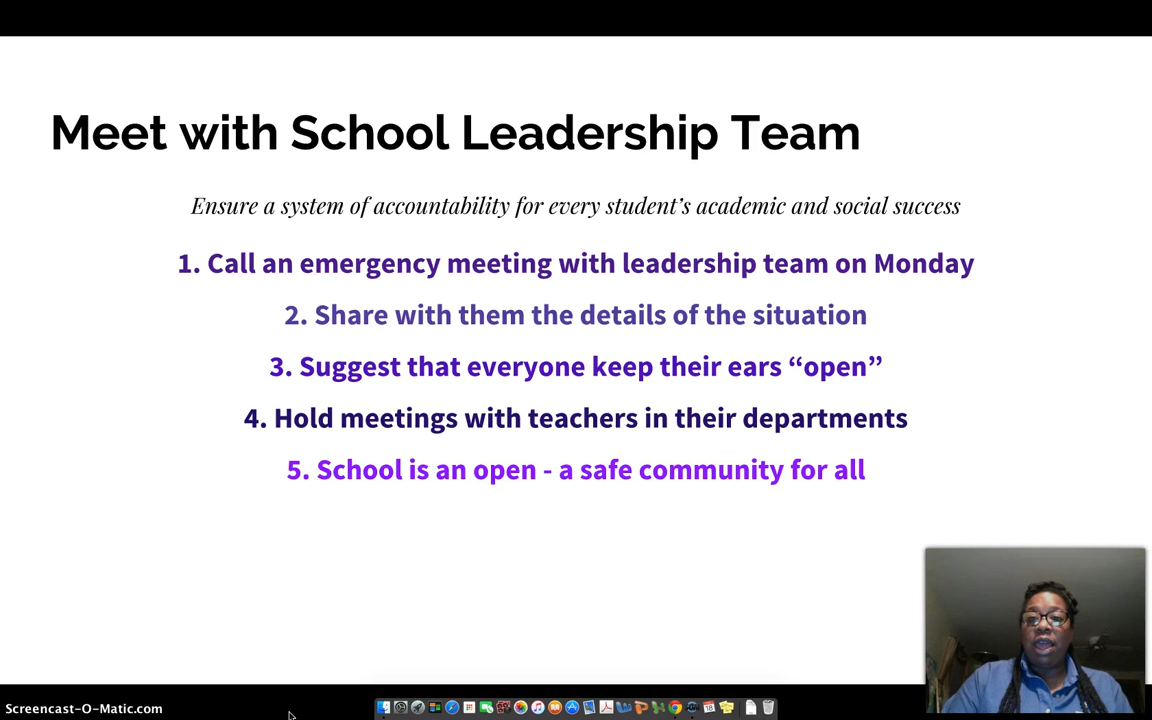 Meet with School Leadership Team
Ensure a system of accountability for every student’s academic and social success
1. Call an emergency meeting with leadership team on Monday
2. Share with them the details of the situation
3. Suggest that everyone keep their ears “open”
4. Hold meetings with teachers in their departments
5. School is an open - a safe community for all
Screencast-O-Matic.com
18